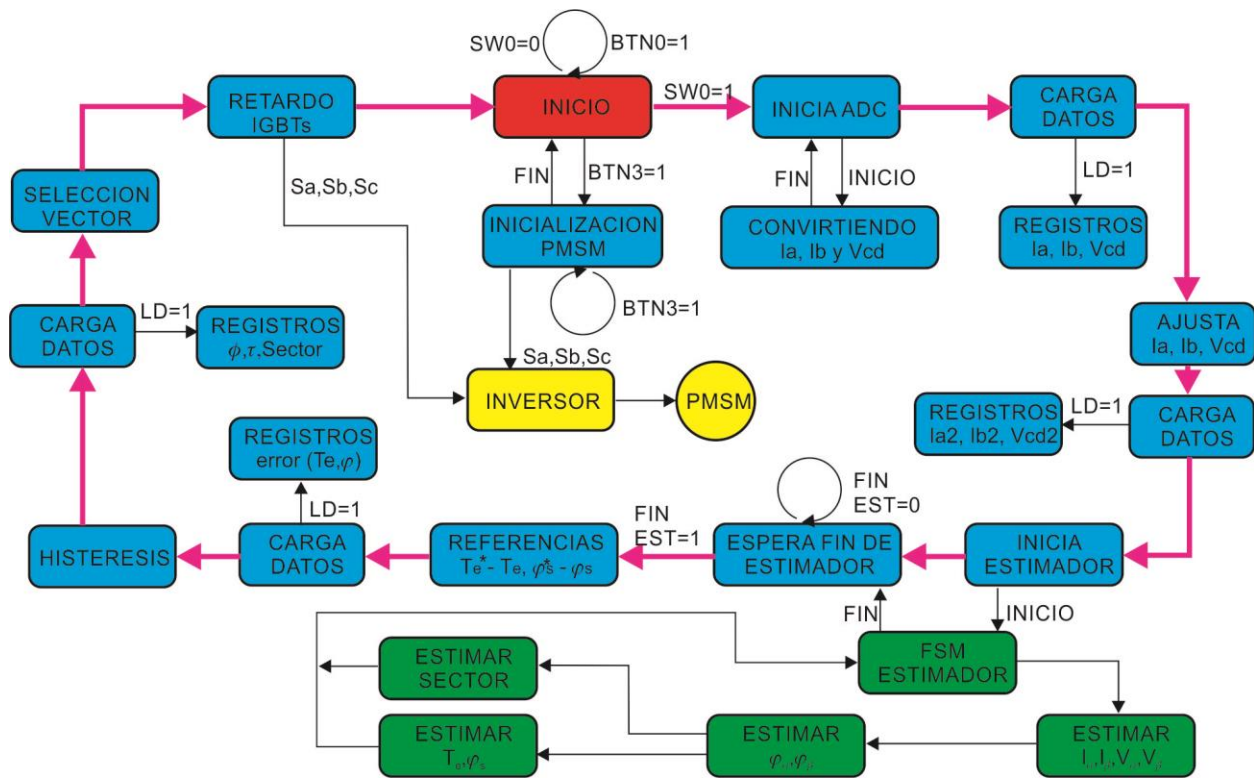 SW0=0
BTN0=1
RETARDO
IGBTs
INICIO
SW0=1
INICIA ADC
CARGA
DATOS
Sa,Sb,Sc
FIN
BTN3=1
FIN
INICIO
LD=1
SELECCION
VECTOR
INICIALIZACION
PMSM
CONVIRTIENDO
Ia, Ib y Vcd
REGISTROS
Ia, Ib, Vcd
BTN3=1
LD=1
CARGA
DATOS
REGISTROS
ϕ,τ,Sector
AJUSTA
Ia, Ib, Vcd
Sa,Sb,Sc
INVERSOR
PMSM
REGISTROS
Ia2, Ib2, Vcd2
LD=1
CARGA
DATOS
REGISTROS
error (Te,φ)
LD=1
FIN
EST=0
FIN
EST=1
HISTERESIS
CARGA
DATOS
REFERENCIAS
Te*- Te, φs*- φs
ESPERA FIN DE
ESTIMADOR
INICIA
ESTIMADOR
FIN
INICIO
FSM
ESTIMADOR
ESTIMAR
SECTOR
ESTIMAR
Te,φs
ESTIMAR
ESTIMAR